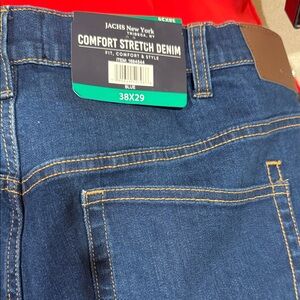 JACHS New York
COMFORT STRETCH DENIM
FIT, COMFORT & STYLE
BLUE
38X29